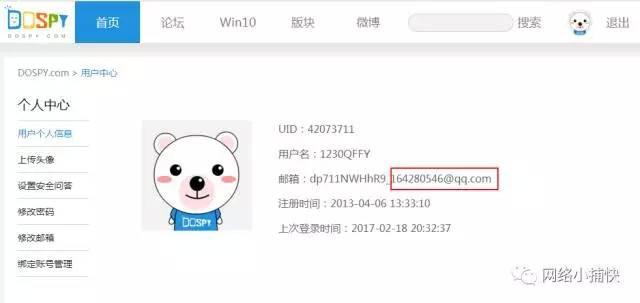 DOSPY
DOSPY.COM
首页 论坛 Win10 版块 微博 搜索 退出
DOSPY.com > 用户中心
个人中心
用户个人信息
上传头像
设置安全问答
修改密码
修改邮箱
绑定账号管理
DOSPY
UID：42073711
用户名：1230QFFY
邮箱：dp711NWHhR9_164280546@qq.com
注册时间：2013-04-06 13:33:10
上次登录时间：2017-02-18 20:32:37
网络小捕快